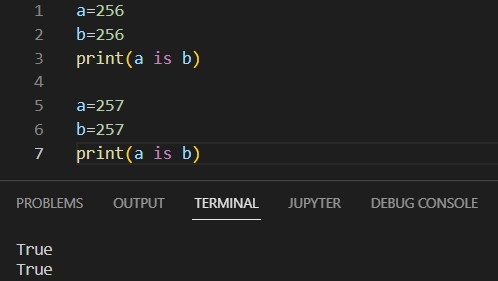 1 a=256
2 b=256
3 print(a is b)
4
5 a=257
6 b=257
7 print(a is b)
PROBLEMS OUTPUT TERMINAL JUPYTER DEBUG CONSOLE
True
True